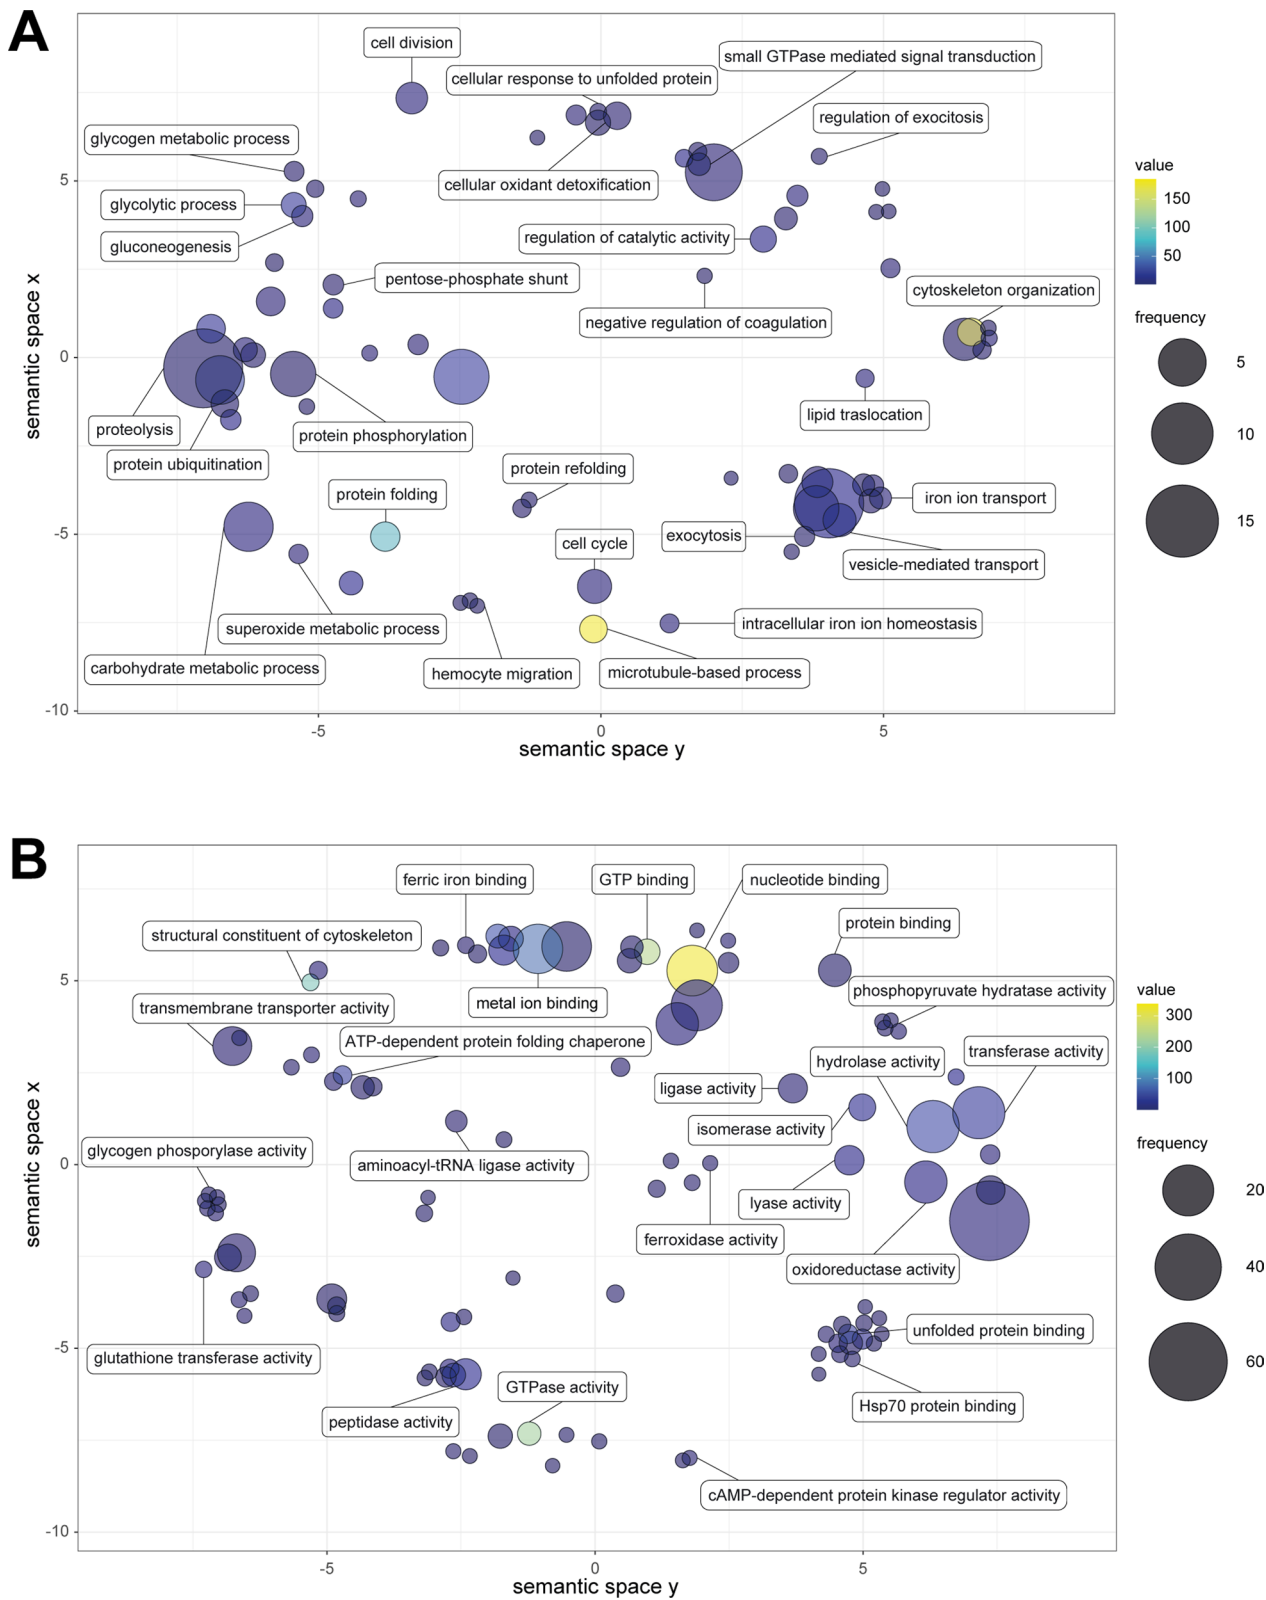 A
cell division
small GTPase mediated signal transduction
cellular response to unfolded protein
regulation of exocitosis
glycogen metabolic process
cellular oxidant detoxification
glycolytic process
regulation of catalytic activity
gluconeogenesis
pentose-phosphate shunt
cytoskeleton organization
negative regulation of coagulation
lipid traslocation
proteolysis
protein phosphorylation
protein ubiquitination
protein refolding
protein folding
iron ion transport
exocytosis
cell cycle
vesicle-mediated transport
superoxide metabolic process
intracellular iron ion homeostasis
carbohydrate metabolic process
hemocyte migration
microtubule-based process
5
0
-5
-10
semantic space x
-5
0
5
semantic space y
value
150
100
50
frequency
5
10
15
B
ferric iron binding
GTP binding
nucleotide binding
protein binding
structural constituent of cytoskeleton
phosphopyruvate hydratase activity
metal ion binding
transmembrane transporter activity
ATP-dependent protein folding chaperone
transferase activity
hydrolase activity
ligase activity
isomerase activity
glycogen phosporylase activity
aminoacyl-tRNA ligase activity
lyase activity
ferroxidase activity
oxidoreductase activity
unfolded protein binding
glutathione transferase activity
GTPase activity
Hsp70 protein binding
peptidase activity
cAMP-dependent protein kinase regulator activity
5
0
-5
-10
semantic space x
-5
0
5
semantic space y
value
300
200
100
frequency
20
40
60